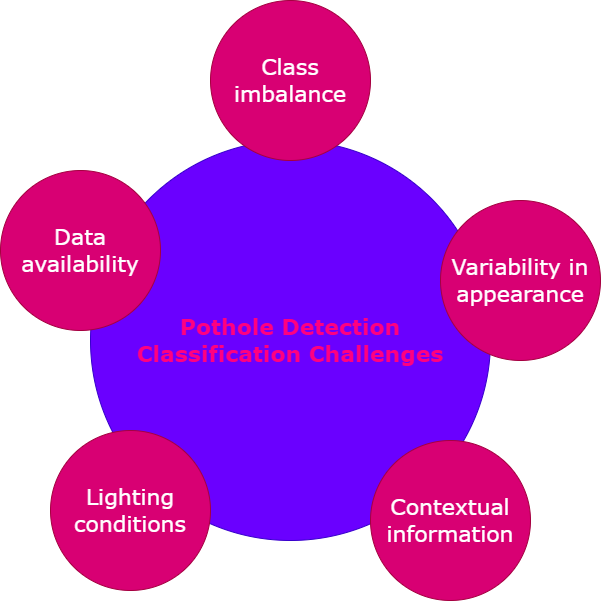 Class
imbalance
Data
availability
Variability in
appearance
Pothole Detection
Classification Challenges
Lighting
conditions
Contextual
information